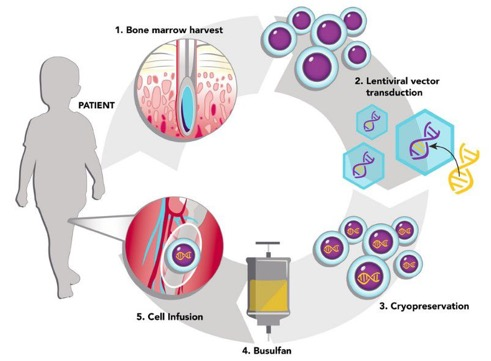 1. Bone marrow harvest
2. Lentiviral vector
transduction
PATIENT
3. Cryopreservation
5. Cell Infusion
4. Busulfan